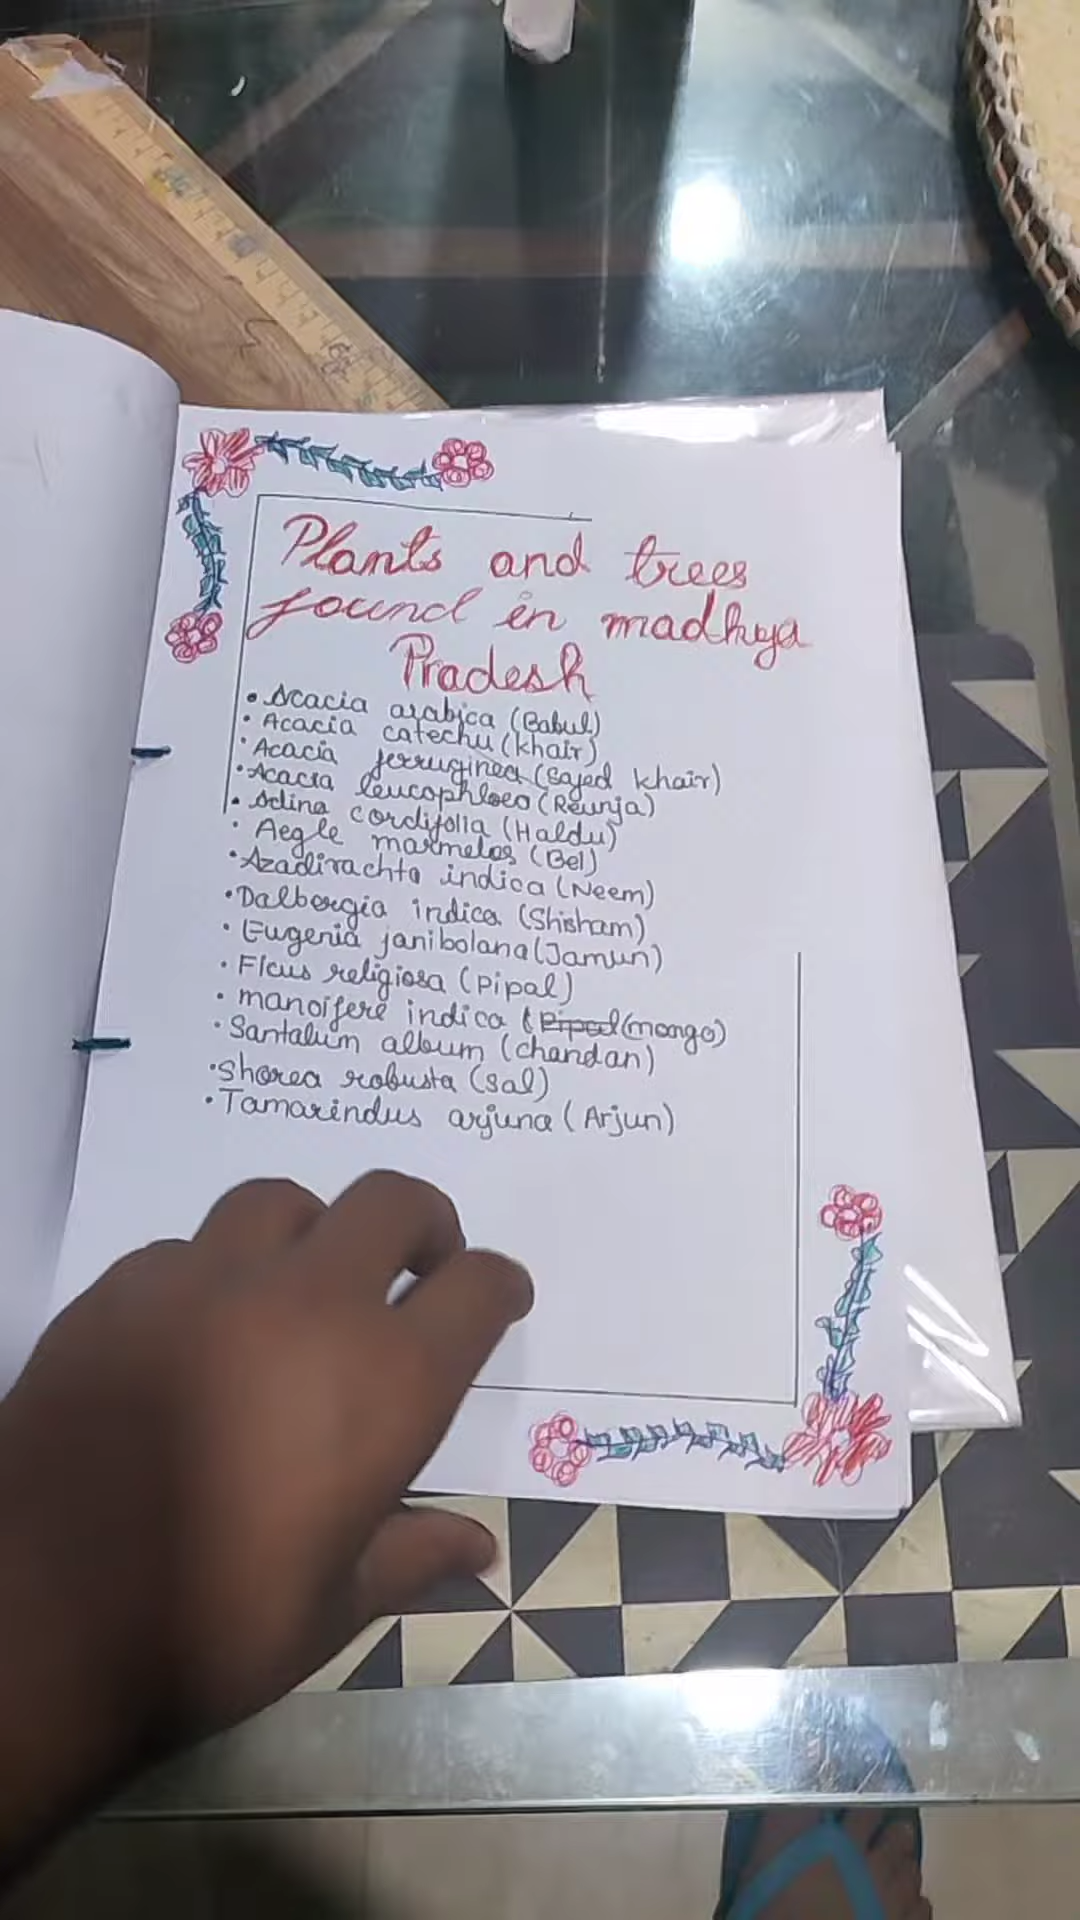 Plants and trees
found in madhya
Pradesh
• Acacia arabica (Babul)
• Acacia catechu (khair)
• Acacia ferruginea (Safed khair)
• Acacia leucophloea (Reunja)
• Adina cordifolia (Haldu)
• Aegle marmelos (Bel)
• Azadirachta indica (Neem)
• Dalbergia indica (Shisham)
• Eugenia janibolana (Jamun)
• Ficus religiosa (Pipal)
• manoifere indica (Pipal (mango)
• Santalum album (chandan)
• Shorea robusta (sal)
• Tamarindus arjuna (Arjun)